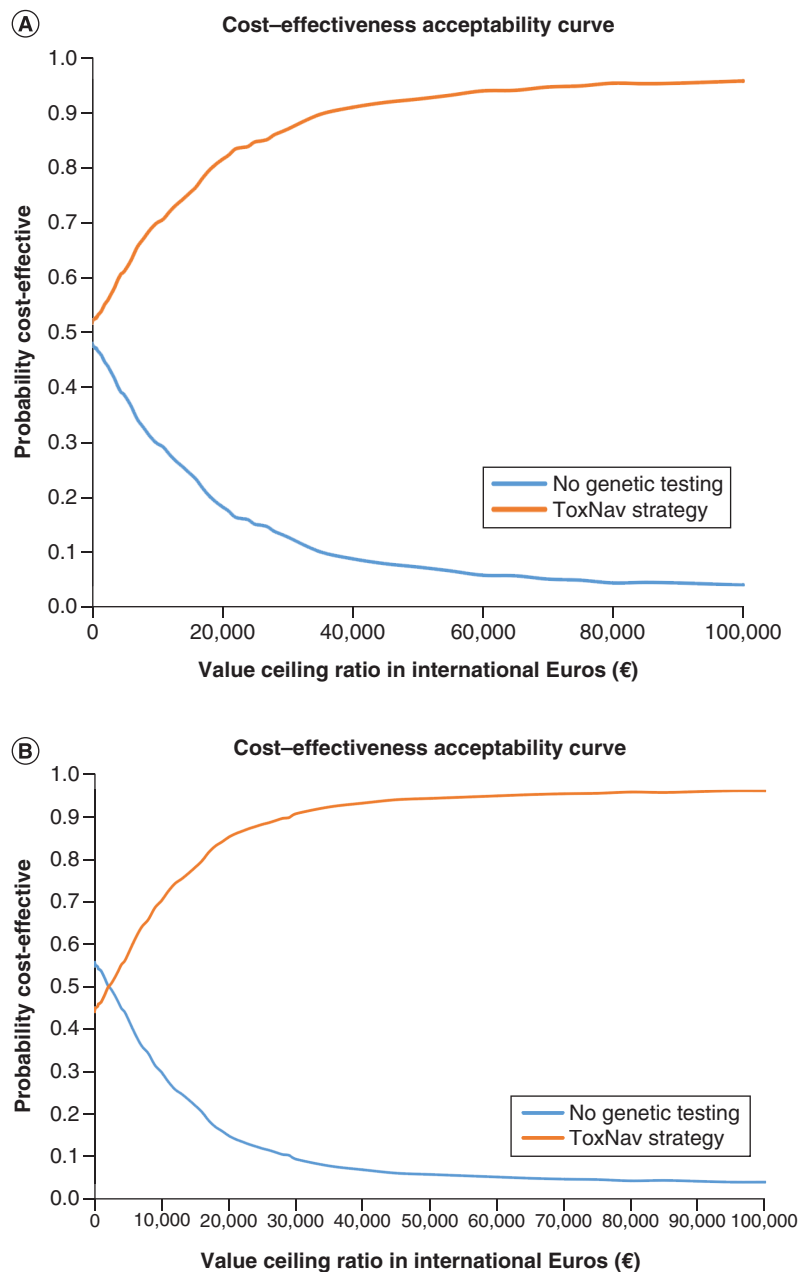 A
Cost–effectiveness acceptability curve
1.0
0.9
0.8
0.7
0.6
0.5
0.4
0.3
0.2
0.1
0.0
Probability cost-effective
No genetic testing
ToxNav strategy
0 20,000 40,000 60,000 80,000 100,000
Value ceiling ratio in international Euros (€)
B
Cost–effectiveness acceptability curve
1.0
0.9
0.8
0.7
0.6
0.5
0.4
0.3
0.2
0.1
0.0
Probability cost-effective
No genetic testing
ToxNav strategy
0 10,000 20,000 30,000 40,000 50,000 60,000 70,000 80,000 90,000 100,000
Value ceiling ratio in international Euros (€)